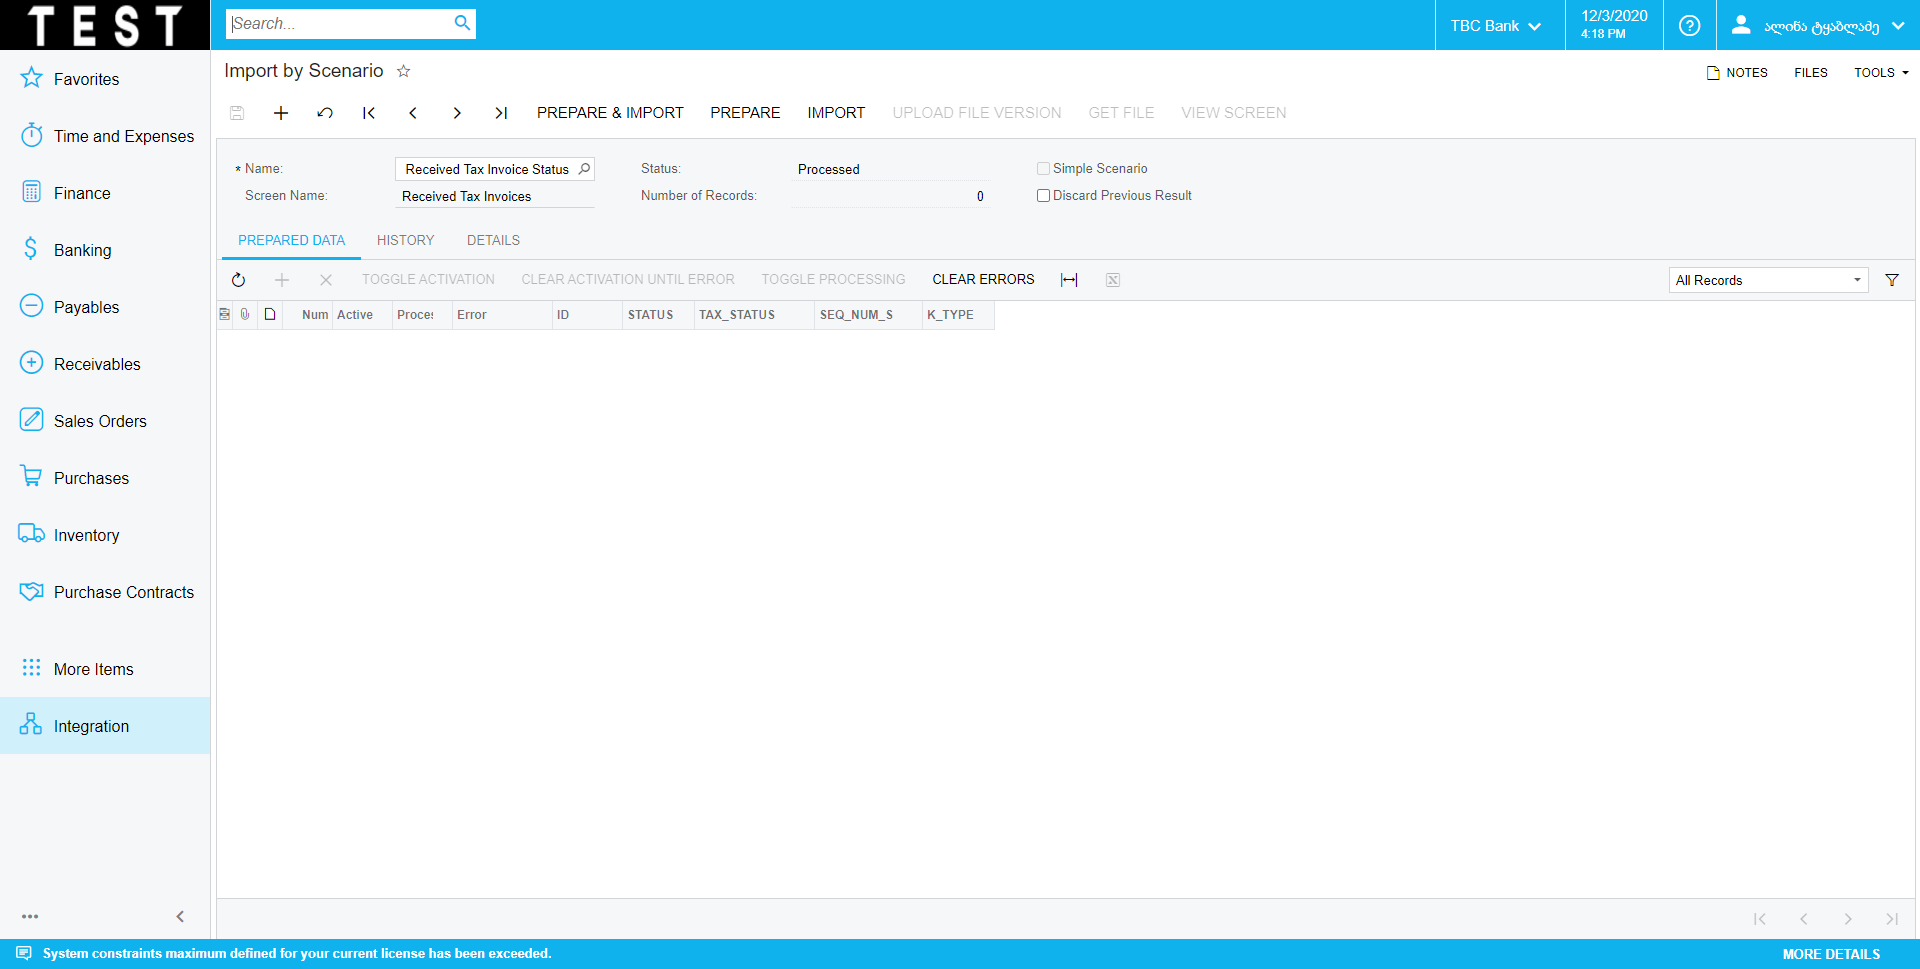 TEST
Search...
TBC Bank
12/3/2020
4:18 PM
ალინა ტყაბლაძე
Favorites
Time and Expenses
Finance
Banking
Payables
Receivables
Sales Orders
Purchases
Inventory
Purchase Contracts
More Items
Integration
Import by Scenario
NOTES FILES TOOLS
PREPARE & IMPORT PREPARE IMPORT UPLOAD FILE VERSION GET FILE VIEW SCREEN
* Name: Received Tax Invoice Status Status: Processed Simple Scenario
Screen Name: Received Tax Invoices Number of Records: 0 Discard Previous Result
PREPARED DATA HISTORY DETAILS
TOGGLE ACTIVATION CLEAR ACTIVATION UNTIL ERROR TOGGLE PROCESSING CLEAR ERRORS All Records
Num Active Proces Error ID STATUS TAX_STATUS SEQ_NUM_S K_TYPE
System constraints maximum defined for your current license has been exceeded. MORE DETAILS